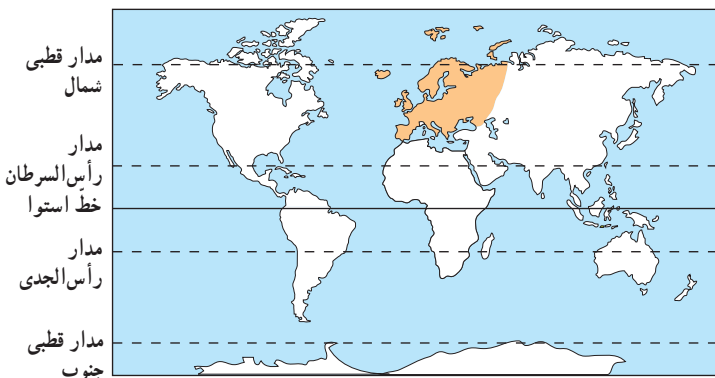 مدار قطبی
شمال
مدار
رأس‌السرطان
خطّ استوا
مدار
رأس‌الجدی
مدار قطبی
جنوب